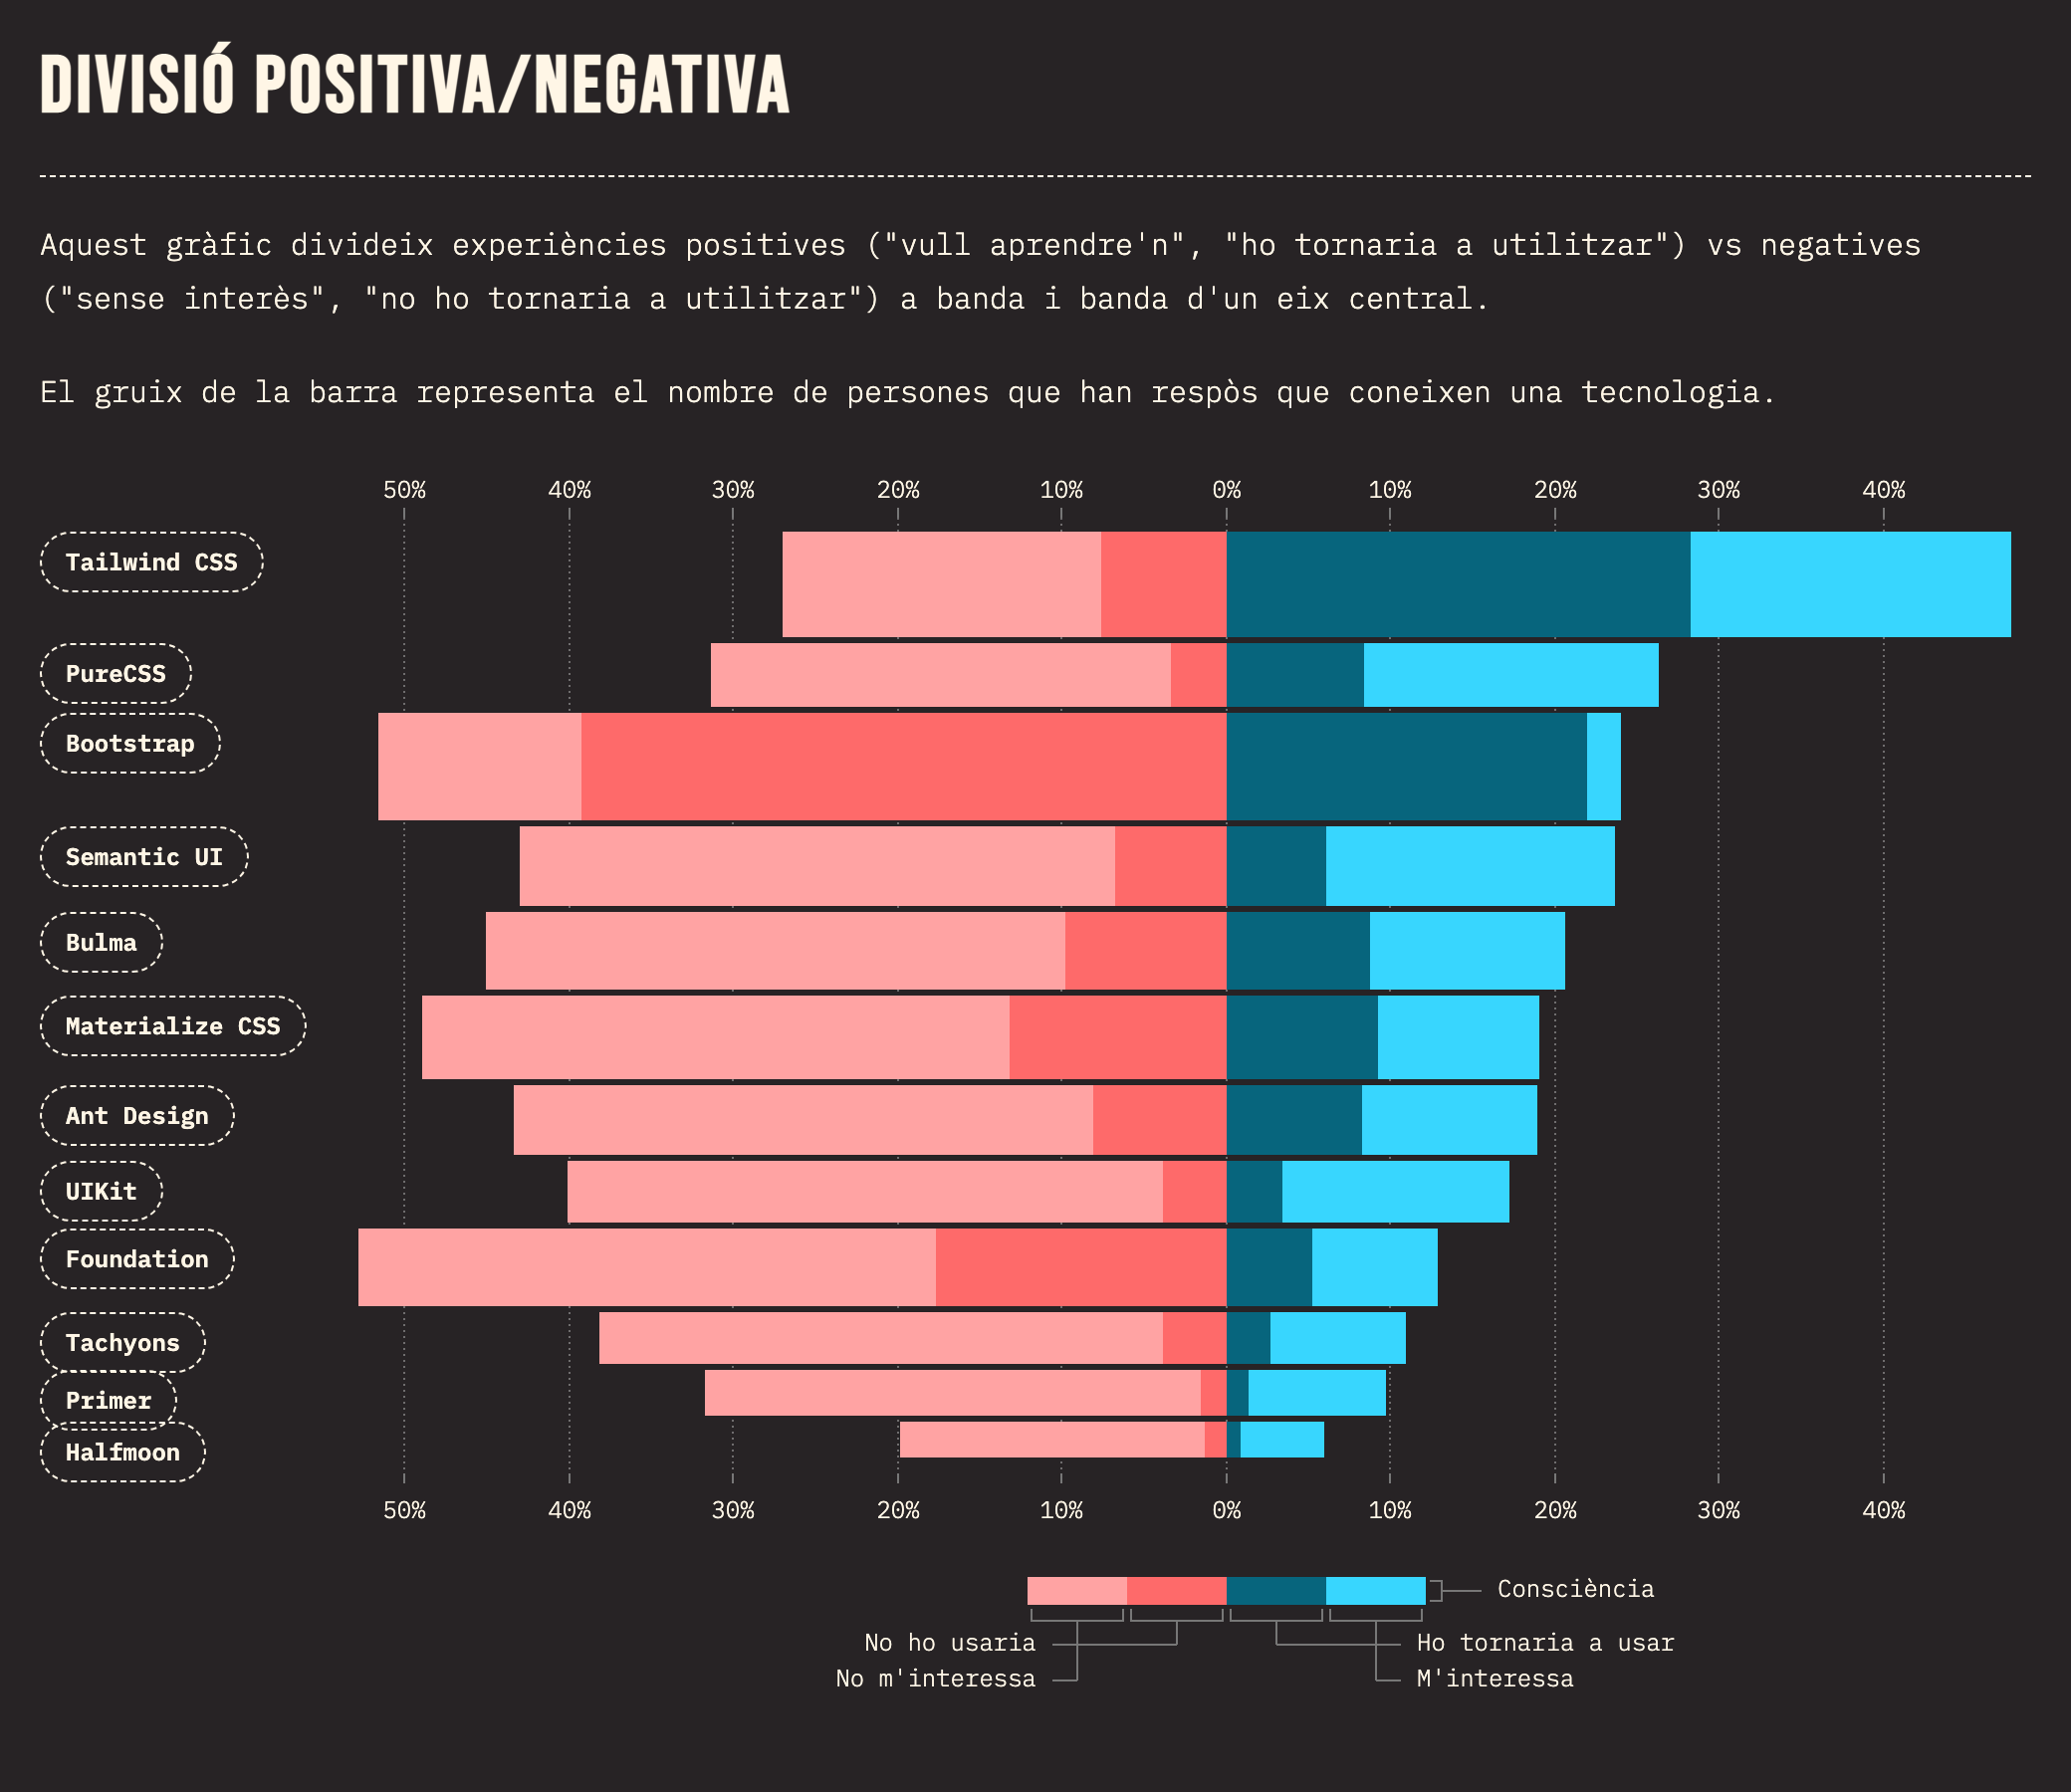 DIVISIÓ POSITIVA/NEGATIVA
Aquest gràfic divideix experiències positives ("vull aprendre'n", "ho tornaria a utilitzar") vs negatives
("sense interès", "no ho tornaria a utilitzar") a banda i banda d'un eix central.
El gruix de la barra representa el nombre de persones que han respòs que coneixen una tecnologia.
50% 40% 30% 20% 10% 0% 10% 20% 30% 40%
Tailwind CSS
PureCSS
Bootstrap
Semantic UI
Bulma
Materialize CSS
Ant Design
UIKit
Foundation
Tachyons
Primer
Halfmoon
50% 40% 30% 20% 10% 0% 10% 20% 30% 40%
Consciència
No ho usaria Ho tornaria a usar
No m'interessa M'interessa